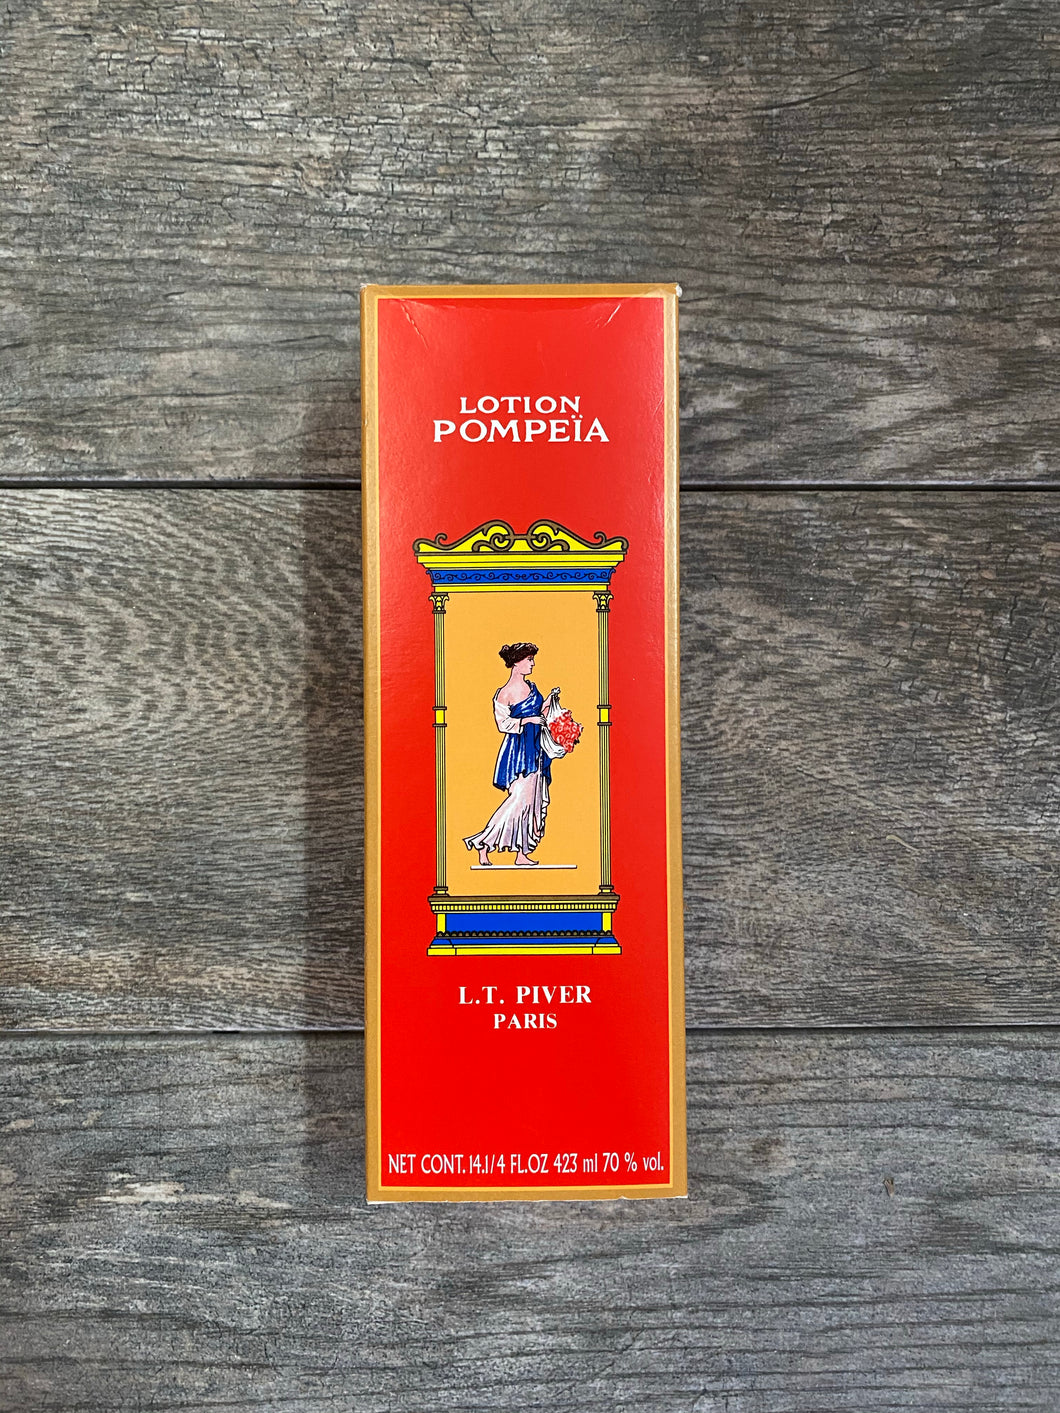 LOTION
POMPEÏA
L.T. PIVER
PARIS
NET CONT. 14.1/4 FL.OZ 423 ml 70 % vol.